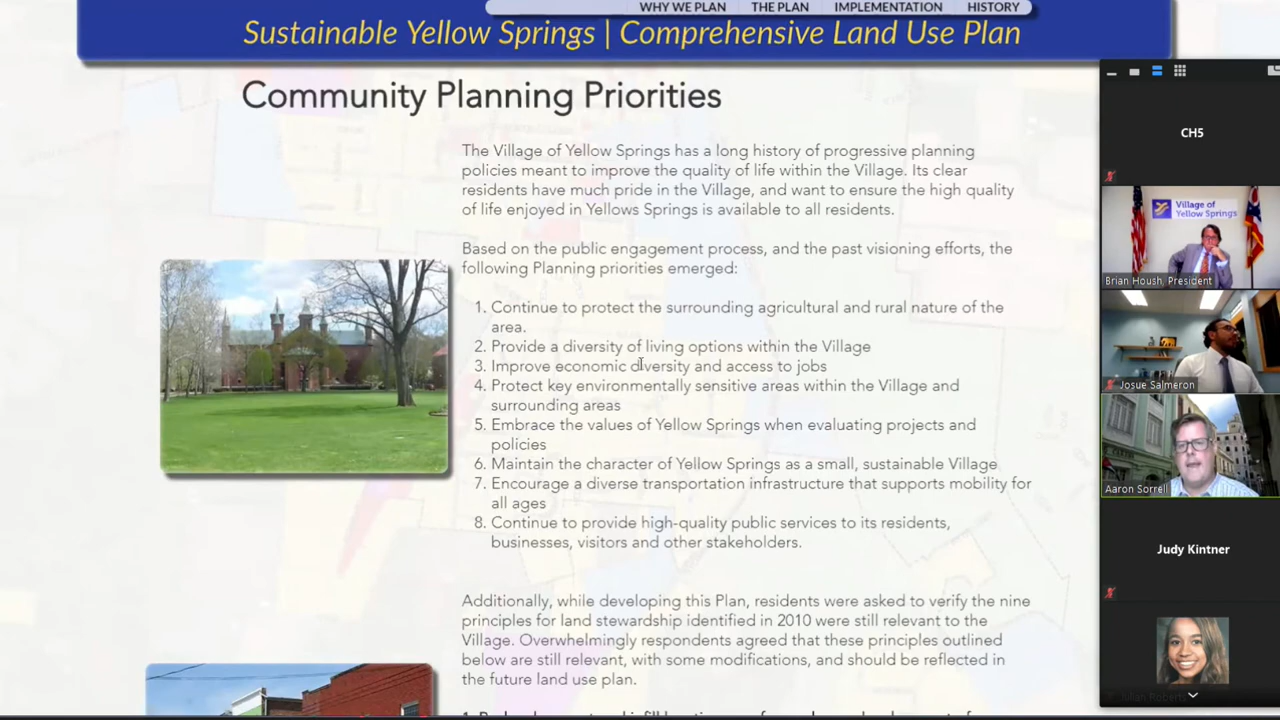 WHY WE PLAN THE PLAN IMPLEMENTATION HISTORY
Sustainable Yellow Springs | Comprehensive Land Use Plan
Community Planning Priorities
The Village of Yellow Springs has a long history of progressive planning
policies meant to improve the quality of life within the Village. Its clear
residents have much pride in the Village, and want to ensure the high quality
of life enjoyed in Yellows Springs is available to all residents.
Based on the public engagement process, and the past visioning efforts, the
following Planning priorities emerged:
1. Continue to protect the surrounding agricultural and rural nature of the
area.
2. Provide a diversity of living options within the Village
3. Improve economic diversity and access to jobs
4. Protect key environmentally sensitive areas within the Village and
surrounding areas
5. Embrace the values of Yellow Springs when evaluating projects and
policies
6. Maintain the character of Yellow Springs as a small, sustainable Village
7. Encourage a diverse transportation infrastructure that supports mobility for
all ages
8. Continue to provide high-quality public services to its residents,
businesses, visitors and other stakeholders.
Additionally, while developing this Plan, residents were asked to verify the nine
principles for land stewardship identified in 2010 were still relevant to the
Village. Overwhelmingly respondents agreed that these principles outlined
below are still relevant, with some modifications, and should be reflected in
the future land use plan.
CH5
Village of
Yellow Springs
Brian Housh, President
Josue Salmeron
Aaron Sorrell
Judy Kintner